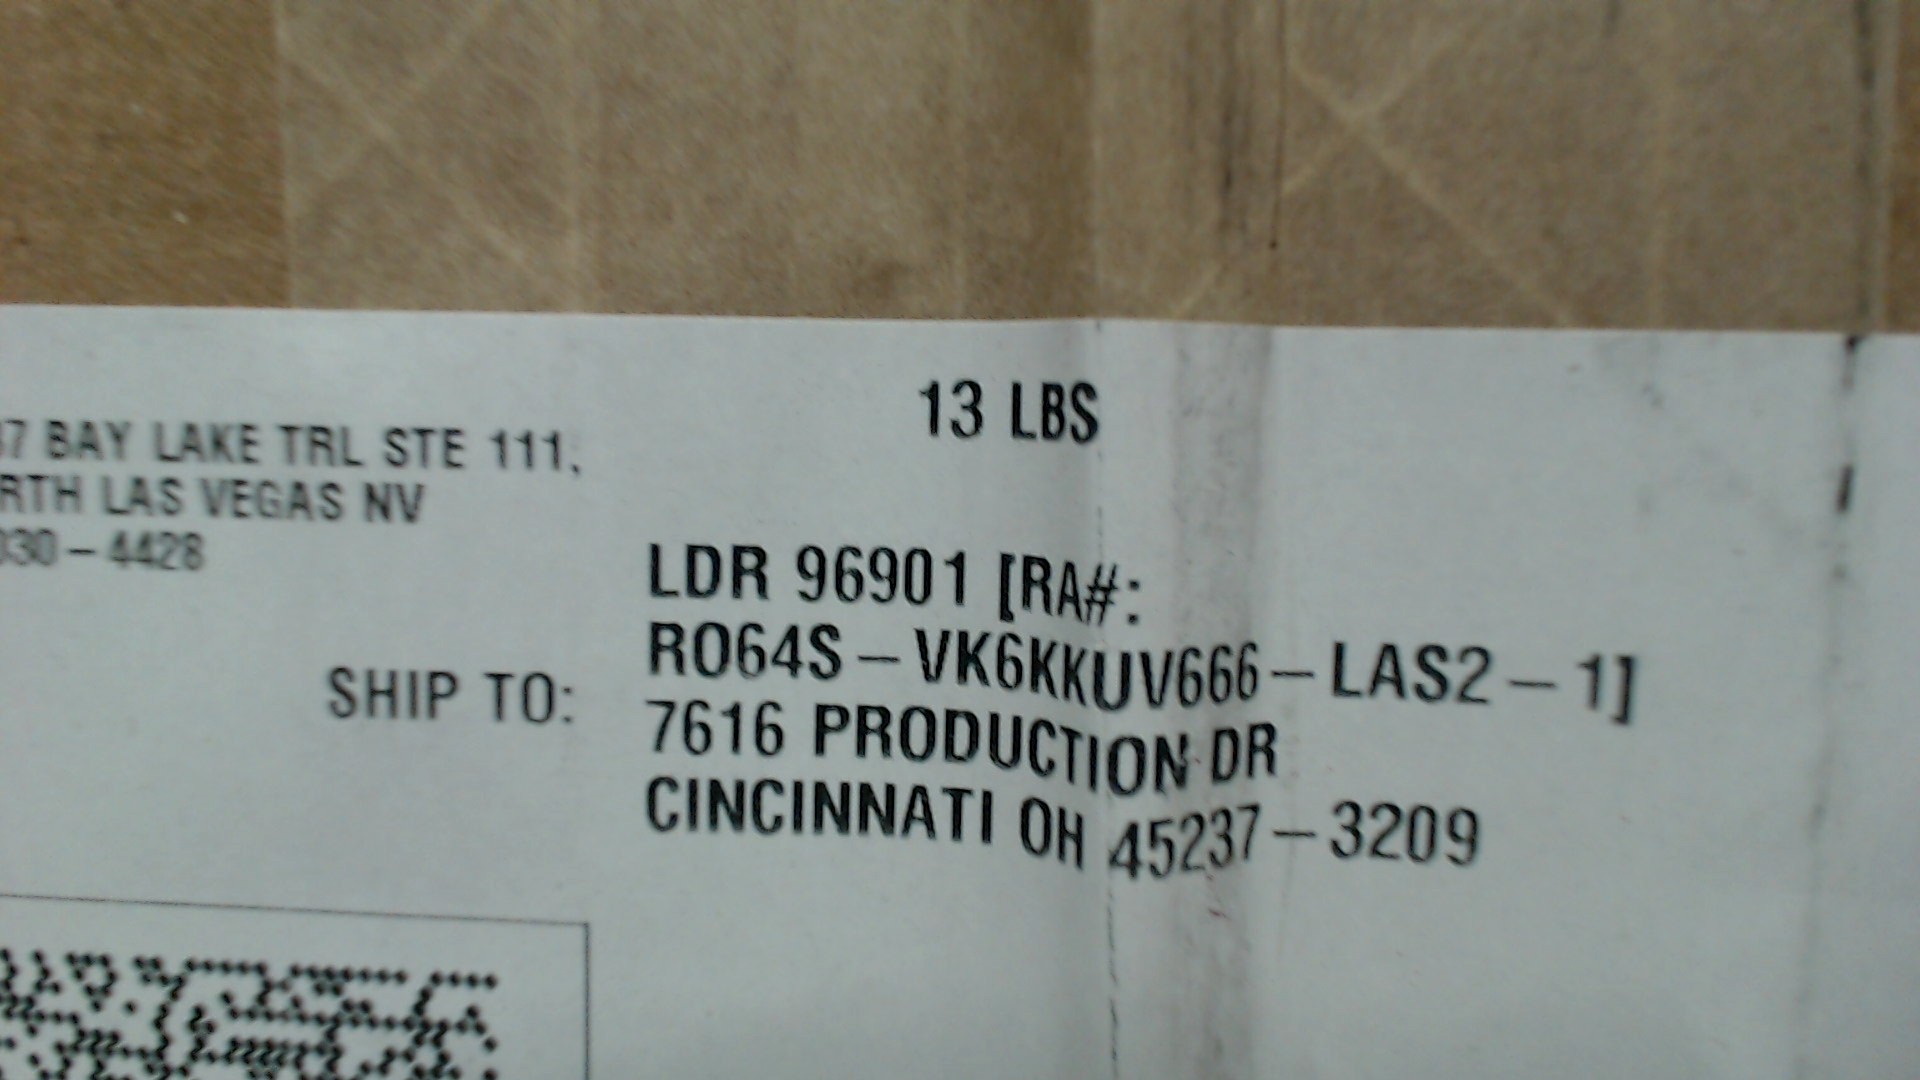 13 LBS
BAY LAKE TRL STE 111,
LAS VEGAS NV
4428
LDR 96901 [RA#:
RO64S-VK6KKUV666-LAS2-1]
SHIP TO:
7616 PRODUCTION DR
CINCINNATI OH 45237-3209